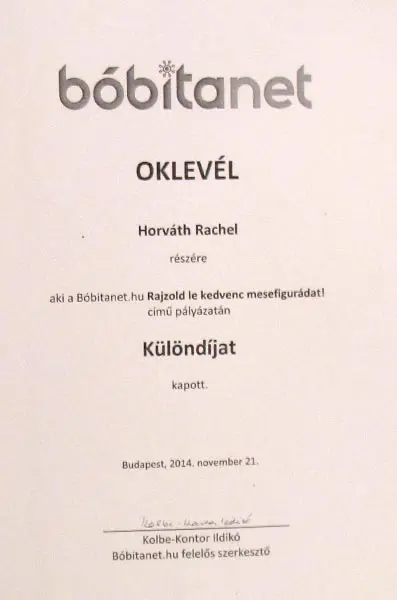 bóbitanet
OKLEVÉL
Horváth Rachel
részére
aki a Bóbitanet.hu Rajzold le kedvenc mesefigurádat!
című pályázatán
Különdíjat
kapott.
Budapest, 2014. november 21.
Kolbe-Kontor Ildikó
Kolbe-Kontor Ildikó
Bóbitanet.hu felelős szerkesztő